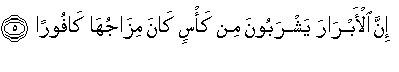 إِنَّ ٱلْأَبْرَارَ يَشْرَبُونَ مِن كَأْسٍ كَانَ مِزَاجُهَا كَافُورًا ۝٥